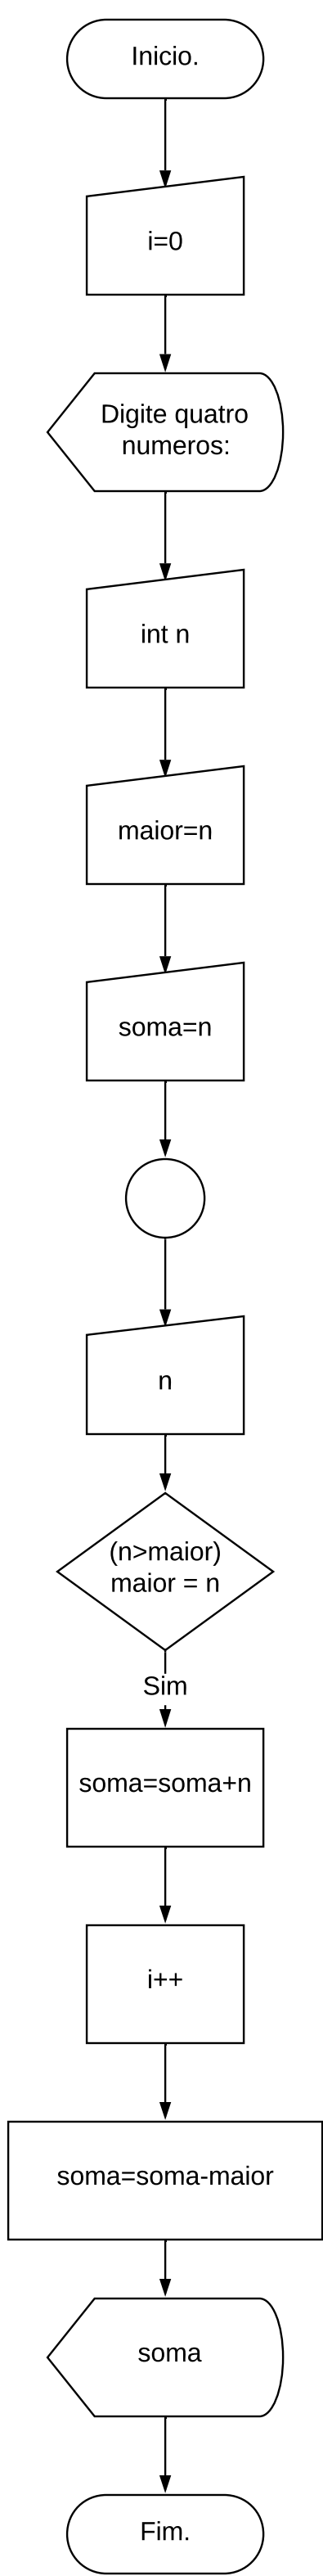 Inicio.
i=0
Digite quatro
numeros:
int n
maior=n
soma=n
n
(n>maior)
maior = n
Sim
soma=soma+n
i++
soma=soma-maior
soma
Fim.